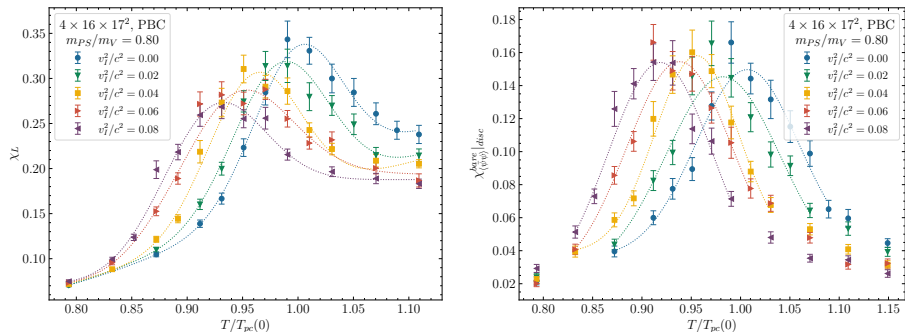 4 × 16 × 17², PBC
m_PS/m_V = 0.80
v_I²/c² = 0.00
v_I²/c² = 0.02
v_I²/c² = 0.04
v_I²/c² = 0.06
v_I²/c² = 0.08
χ_L
0.35
0.30
0.25
0.20
0.15
0.10
0.80 0.85 0.90 0.95 1.00 1.05 1.10
T/T_pc(0)
4 × 16 × 17², PBC
m_PS/m_V = 0.80
v_I²/c² = 0.00
v_I²/c² = 0.02
v_I²/c² = 0.04
v_I²/c² = 0.06
v_I²/c² = 0.08
χ^bare_⟨ψ̄ψ⟩|disc
0.18
0.16
0.14
0.12
0.10
0.08
0.06
0.04
0.02
0.80 0.85 0.90 0.95 1.00 1.05 1.10 1.15
T/T_pc(0)